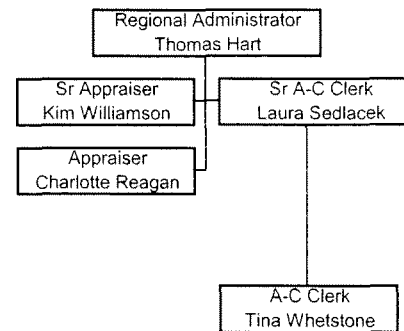 Regional Administrator
Thomas Hart
Sr Appraiser
Kim Williamson
Sr A-C Clerk
Laura Sedlacek
Appraiser
Charlotte Reagan
A-C Clerk
Tina Whetstone